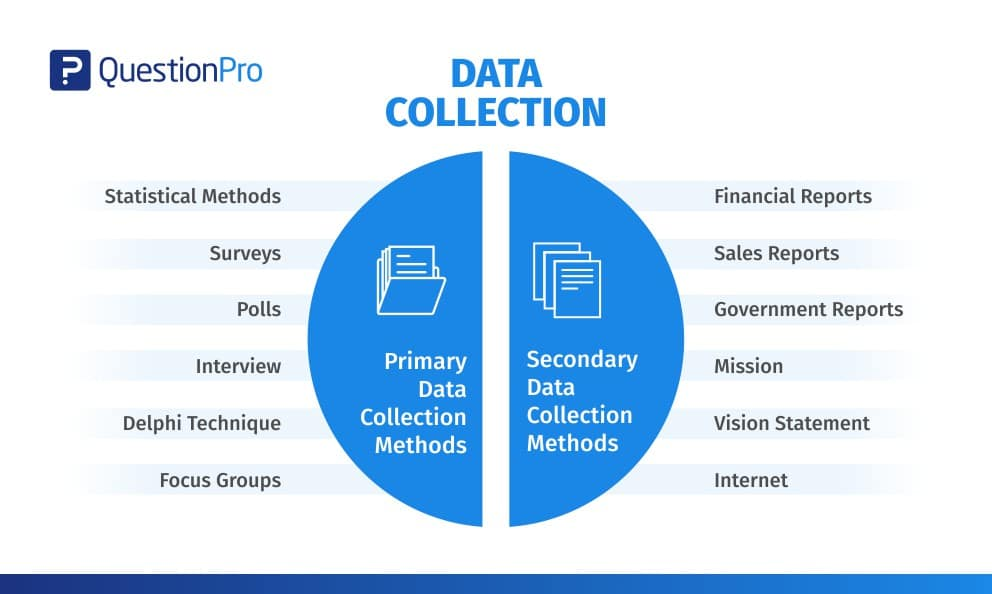 QuestionPro
DATA
COLLECTION
Statistical Methods
Surveys
Polls
Interview
Delphi Technique
Focus Groups
Primary
Data
Collection
Methods
Secondary
Data
Collection
Methods
Financial Reports
Sales Reports
Government Reports
Mission
Vision Statement
Internet